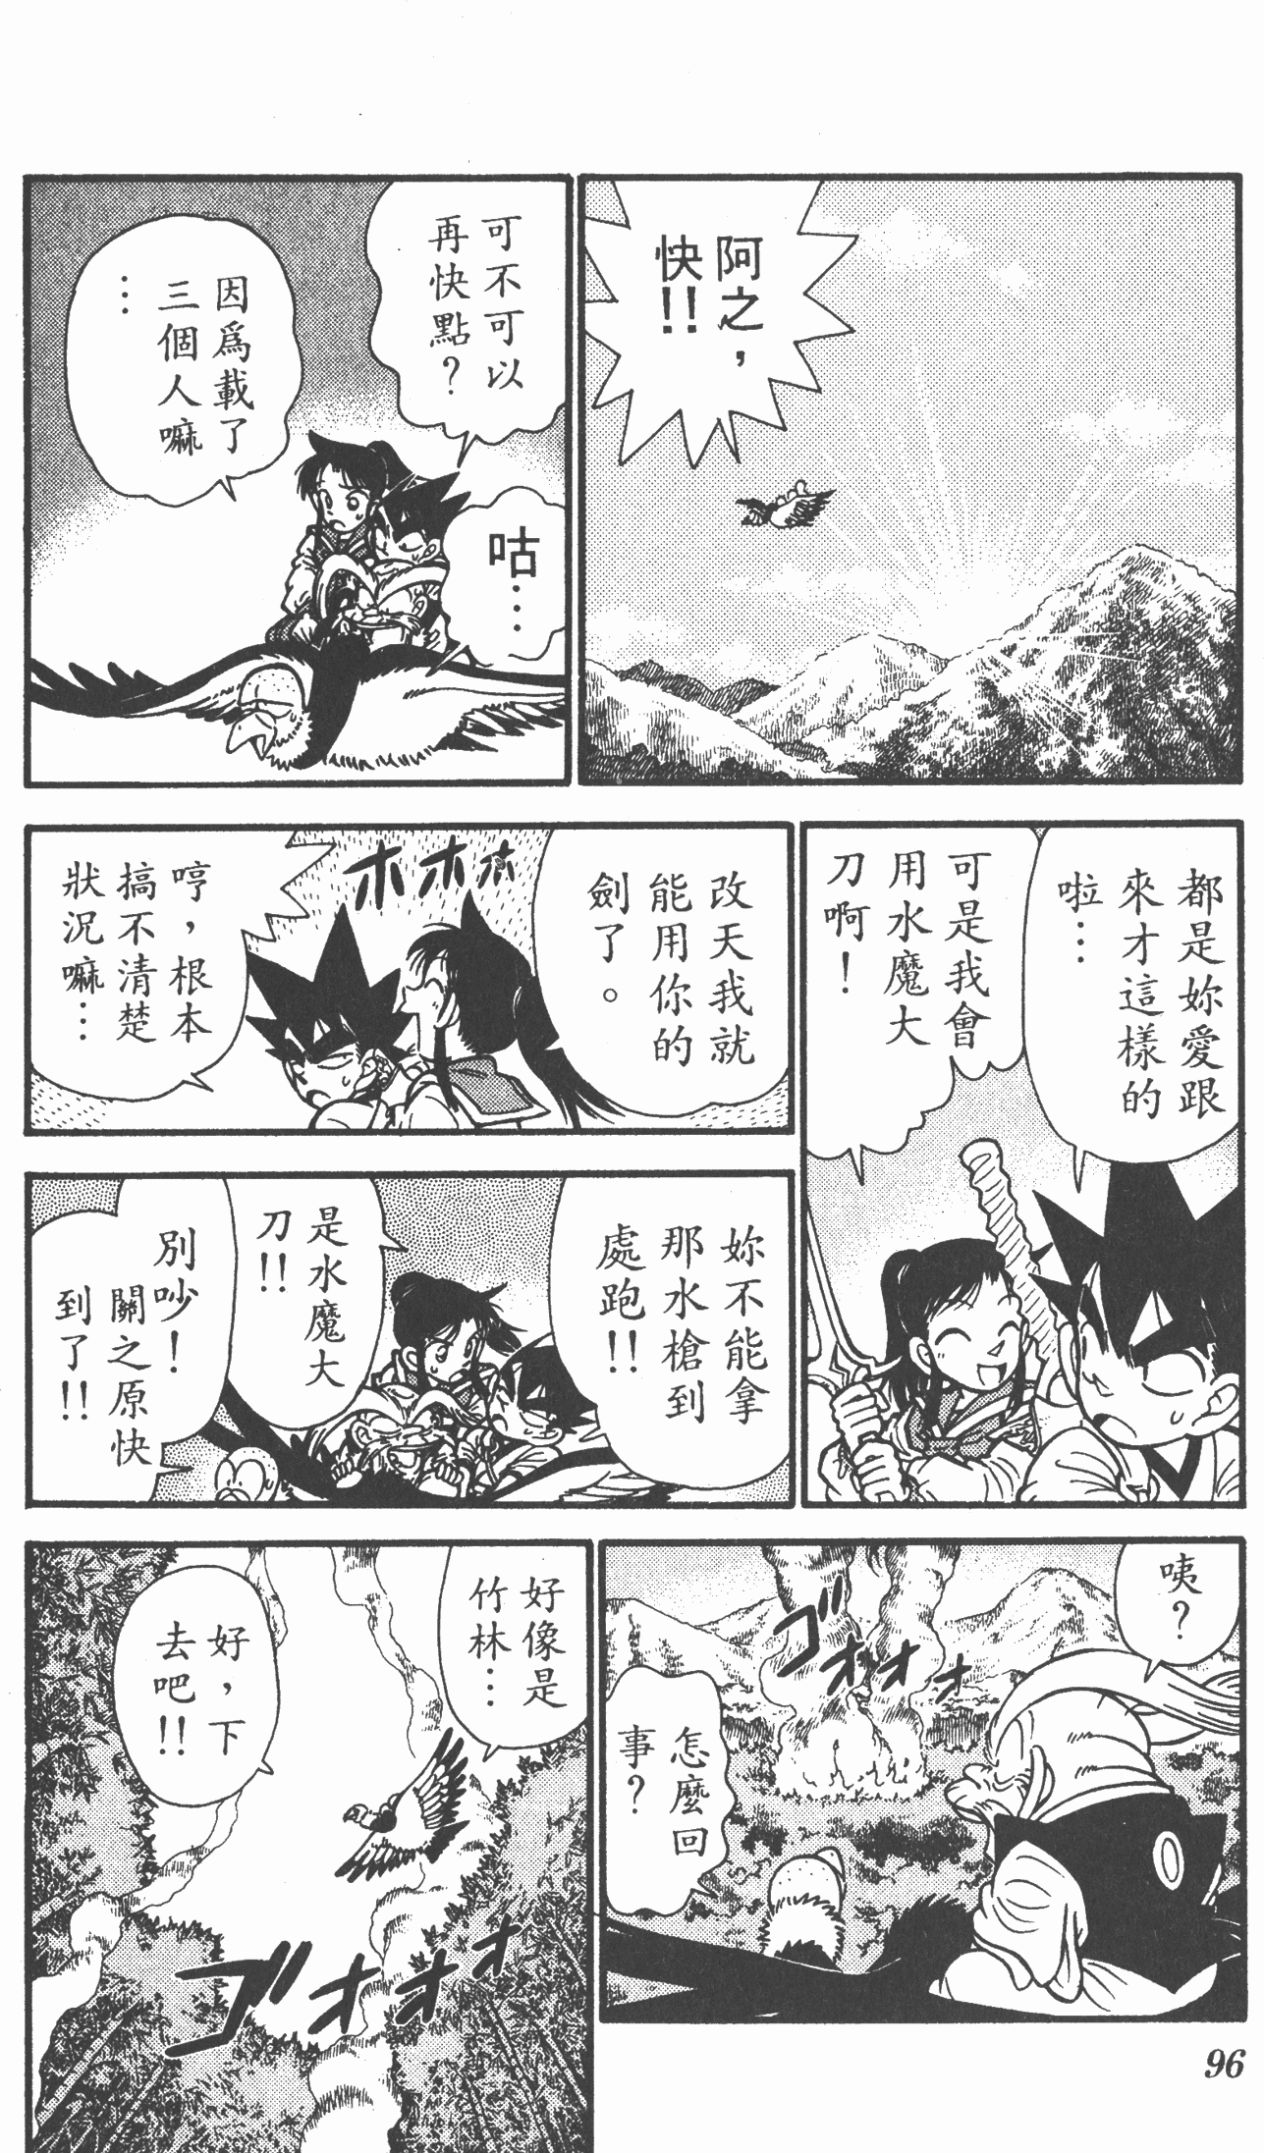 阿之，
快!!
可不可以
再快點？
咕…
因爲載了
三個人嘛
…
都是妳愛跟
來才這樣的
啦…
可是我會
用水魔大
刀啊！
改天我就
能用你的
劍了。
ホホホ
哼，根本
搞不清楚
狀況嘛…
妳不能拿
那水槍到
處跑!!
是水魔大
刀!!
別吵！
關之原快
到了!!
咦？
ゴオオオ
怎麼回
事？
好像是
竹林…
好，下
去吧!!
ゴオオオ
96